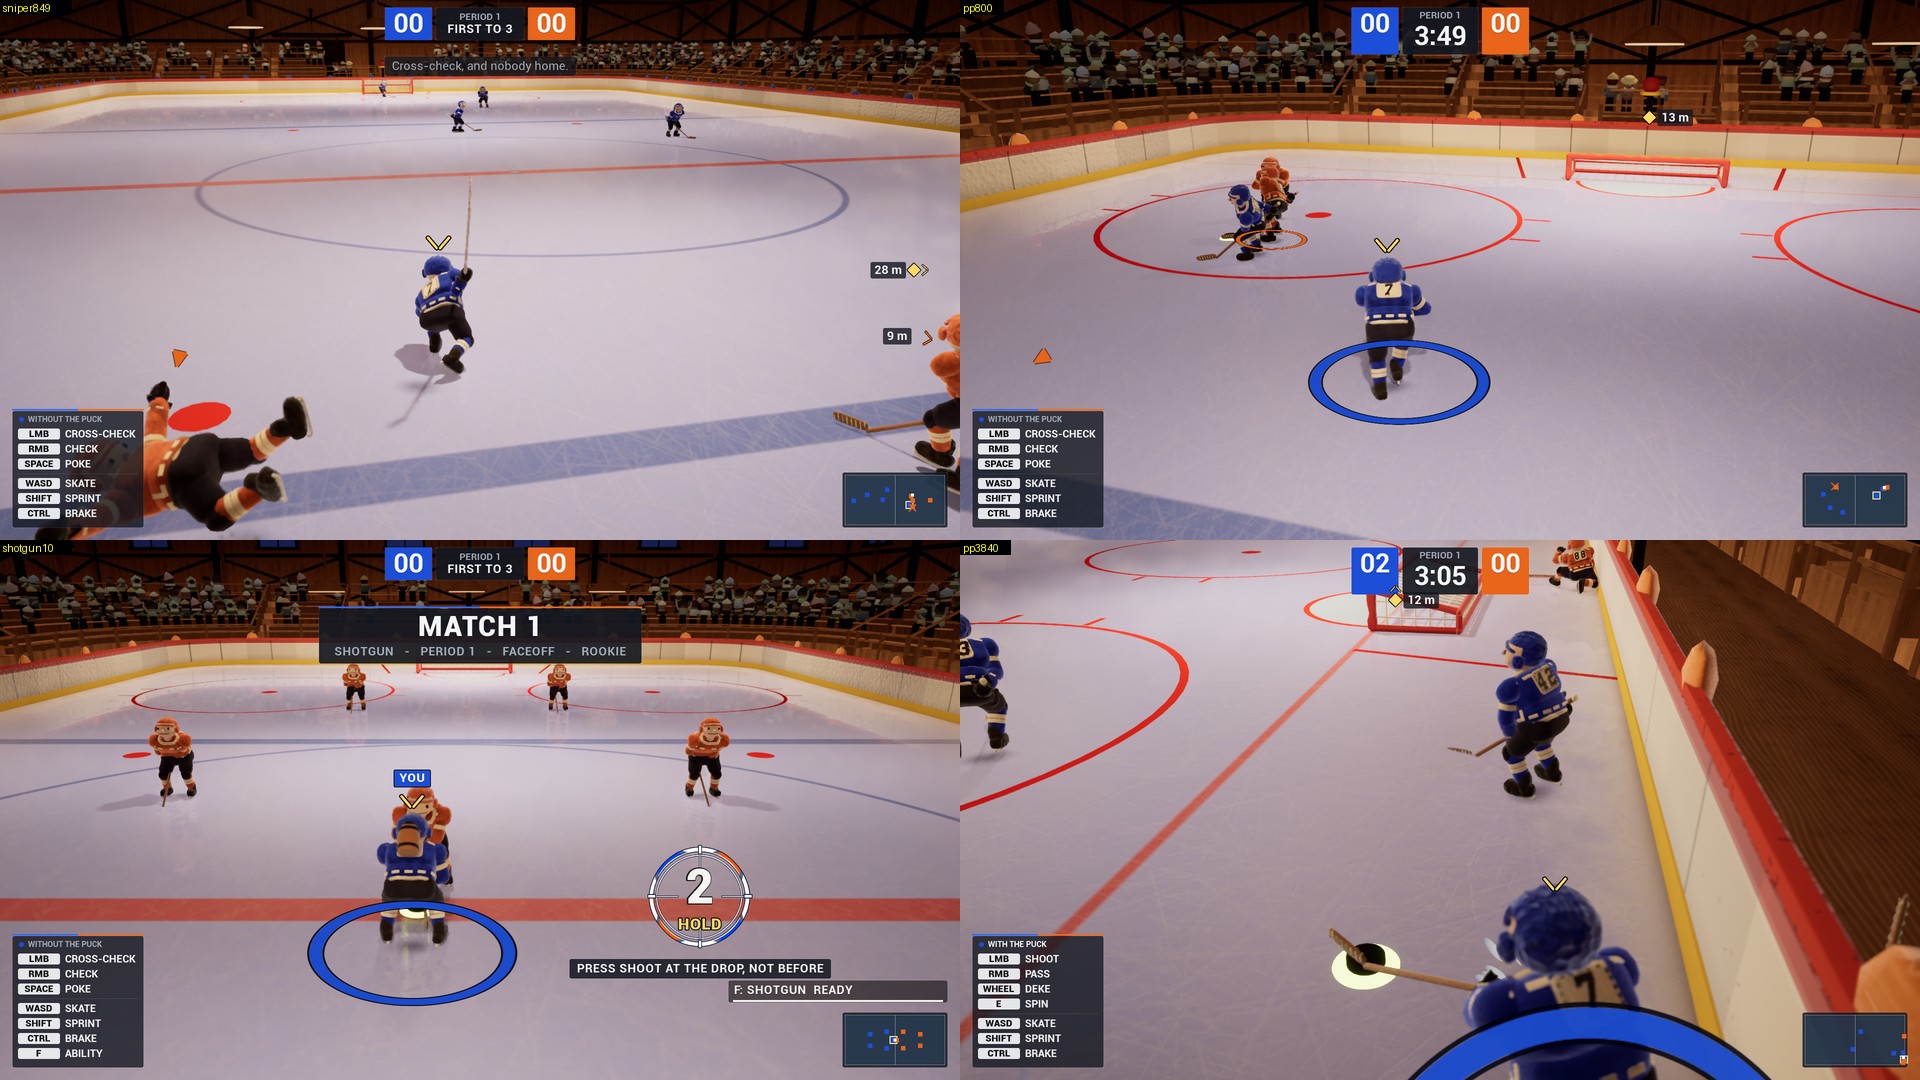 sniper849
00 PERIOD 1 00
FIRST TO 3
Cross-check, and nobody home.
28 m
9 m
7
WITHOUT THE PUCK
LMB CROSS-CHECK
RMB CHECK
SPACE POKE
WASD SKATE
SHIFT SPRINT
CTRL BRAKE
pp800
00 PERIOD 1 00
3:49
13 m
7
WITHOUT THE PUCK
LMB CROSS-CHECK
RMB CHECK
SPACE POKE
WASD SKATE
SHIFT SPRINT
CTRL BRAKE
shotgun10
00 PERIOD 1 00
FIRST TO 3
MATCH 1
SHOTGUN - PERIOD 1 - FACEOFF - ROOKIE
YOU
2
HOLD
PRESS SHOOT AT THE DROP, NOT BEFORE
F: SHOTGUN READY
WITHOUT THE PUCK
LMB CROSS-CHECK
RMB CHECK
SPACE POKE
WASD SKATE
SHIFT SPRINT
CTRL BRAKE
F ABILITY
pp3840
02 PERIOD 1 00
3:05
12 m
88
3
42
7
WITH THE PUCK
LMB SHOOT
RMB PASS
WHEEL DEKE
E SPIN
WASD SKATE
SHIFT SPRINT
CTRL BRAKE